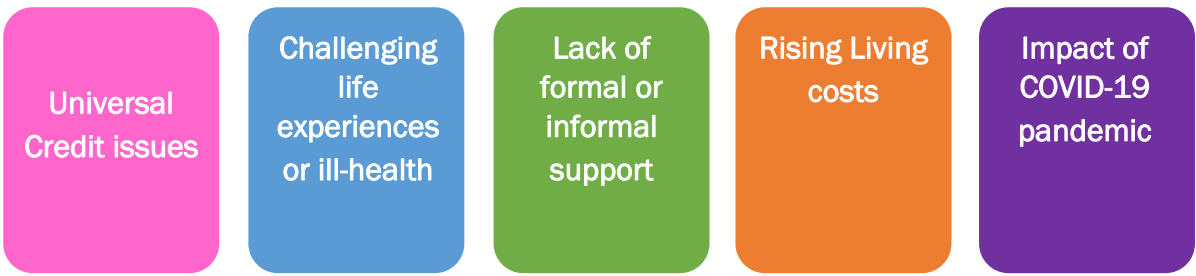 Universal
Credit issues
Challenging
life
experiences
or ill-health
Lack of
formal or
informal
support
Rising Living
costs
Impact of
COVID-19
pandemic